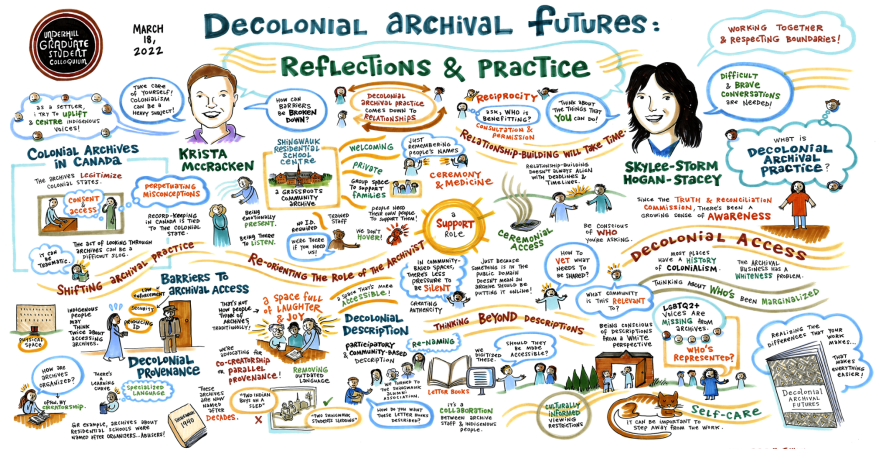 UNDERHILL
GRADUATE
STUDENT
COLLOQUIUM
MARCH
18,
2022
DECOLONIAL ARCHIVAL FUTURES:
REFLECTIONS & PRACTICE
WORKING TOGETHER
& RESPECTING BOUNDARIES!
AS A SETTLER,
I TRY TO UPLIFT
& CENTRE INDIGENOUS
VOICES!
TAKE CARE
OF YOURSELF!
COLONIALISM
CAN BE A
HEAVY SUBJECT!
KRISTA
MCCRACKEN
HOW CAN
BARRIERS
BE BROKEN
DOWN?
DECOLONIAL
ARCHIVAL PRACTICE
COMES DOWN TO
RELATIONSHIPS
RECIPROCITY
ASK, WHO IS
BENEFITTING?
CONSULTATION &
PERMISSION
THINK ABOUT
THE THINGS THAT
YOU CAN DO!
RELATIONSHIP-BUILDING WILL TAKE TIME.
RELATIONSHIP-BUILDING
DOESN'T ALWAYS ALIGN
WITH DEADLINES &
TIMELINES.
SKYLEE-STORM
HOGAN-STACEY
DIFFICULT
& BRAVE
CONVERSATIONS
ARE NEEDED!
WHAT IS
DECOLONIAL
ARCHIVAL
PRACTICE?
COLONIAL ARCHIVES
IN CANADA
THE ARCHIVES LEGITIMIZE
COLONIAL STATES.
CONSENT
OF
ACCESS
PERPETUATING
MISCONCEPTIONS
RECORD-KEEPING
IN CANADA IS TIED
TO THE COLONIAL
STATE.
IT CAN
BE
TRAUMATIC.
THE ACT OF LOOKING THROUGH
ARCHIVES CAN BE A
DIFFICULT SLOG.
BEING
EMOTIONALLY
PRESENT.
BEING THERE
TO LISTEN.
SHINGWAUK
RESIDENTIAL
SCHOOL
CENTRE
A GRASSROOTS
COMMUNITY
ARCHIVE
WELCOMING
PRIVATE
GROUP SPACE
TO SUPPORT
FAMILIES
JUST
REMEMBERING
PEOPLE'S NAMES
CEREMONY
& MEDICINE
NO I.D.
REQUIRED
TRAINED
STAFF
WE'RE THERE
IF YOU NEED
US!
WE DON'T
HOVER!
PEOPLE NEED
THEIR OWN PEOPLE
TO SUPPORT THEM!
A
SUPPORT
ROLE
CEREMONIAL
ACCESS
BE CONSCIOUS
OF WHO
YOU'RE ASKING.
SINCE THE TRUTH & RECONCILIATION
COMMISSION, THERE'S BEEN A
GROWING SENSE OF AWARENESS
DECOLONIAL ACCESS
MOST PLACES
HAVE A HISTORY
OF COLONIALISM.
THE ARCHIVAL
BUSINESS HAS A
WHITENESS PROBLEM.
SHIFTING ARCHIVAL PRACTICE
RE-ORIENTING THE ROLE OF THE ARCHIVIST
IN COMMUNITY-
BASED SPACES,
THERE'S LESS
PRESSURE TO
BE SILENT
CREATING
AUTHORITY
JUST BECAUSE
SOMETHING IS IN THE
PUBLIC DOMAIN
DOESN'T MEAN AN
ARCHIVE SHOULD BE
PUTTING IT ONLINE!
HOW TO
VET WHAT
NEEDS TO
BE SHARED?
WHAT COMMUNITY
IS THIS RELEVANT
TO?
THINKING ABOUT WHO'S BEEN MARGINALIZED
PHYSICAL
SPACE
INDIGENOUS
PEOPLE MAY
THINK
TWICE ABOUT
ACCESSING
ARCHIVES.
BARRIERS TO
ARCHIVAL ACCESS
LAW
ENFORCEMENT
SECURITY
PRODUCING
ID
THAT'S NOT
HOW PEOPLE
THINK OF
ARCHIVES
TRADITIONALLY!
A SPACE FULL
OF LAUGHTER
& JOY
A SPACE THAT'S MORE
ACCESSIBLE!
DECOLONIAL
DESCRIPTION
PARTICIPATORY
& COMMUNITY-BASED
DESCRIPTION
THINKING BEYOND DESCRIPTIONS
RE-NAMING
WE
DIGITIZED
THESE...
SHOULD THEY
BE MORE
ACCESSIBLE?
BEING CONSCIOUS
OF DESCRIPTIONS
FROM A WHITE
PERSPECTIVE
LGBTQ2+
VOICES ARE
MISSING FROM
ARCHIVES
WHO'S
REPRESENTED?
REALIZING THE
DIFFERENCES THAT YOUR
WORK MAKES...
THAT
MAKES
EVERYTHING
EASIER!
DECOLONIAL
PROVENANCE
HOW ARE
ARCHIVES
ORGANIZED?
OFTEN, BY
CREATORSHIP.
THERE'S
A LEARNING
CURVE
SPECIALIZED
LANGUAGE
FOR EXAMPLE, ARCHIVES ABOUT
RESIDENTIAL SCHOOLS WERE
NAMED AFTER ORGANIZERS... ABUSERS!
THESE
ARCHIVES
ARE NOW
NAMED
AFTER
DECADES.
1990
WE'RE
ADVOCATING FOR
CO-CREATORSHIP
OR PARALLEL
PROVENANCE!
REMOVING
OUTDATED
LANGUAGE
"TWO INDIAN
BOYS ON A
SLED"
"TWO SHINGWAUK
STUDENTS SLEDDING"
WE TURNED TO
THE SHINGWAUK
ALUMNI
ASSOCIATION.
HOW DO YOU WANT
THESE LETTER BOOKS
DESCRIBED?
LETTER BOOKS
IT'S A
COLLABORATION
BETWEEN ARCHIVE
STAFF & INDIGENOUS
PEOPLE.
CULTURALLY
INFORMED
VIEWING
RESTRICTIONS
SELF-CARE
IT CAN BE IMPORTANT TO
STEP AWAY FROM THE WORK.
DECOLONIAL
ARCHIVAL
FUTURES